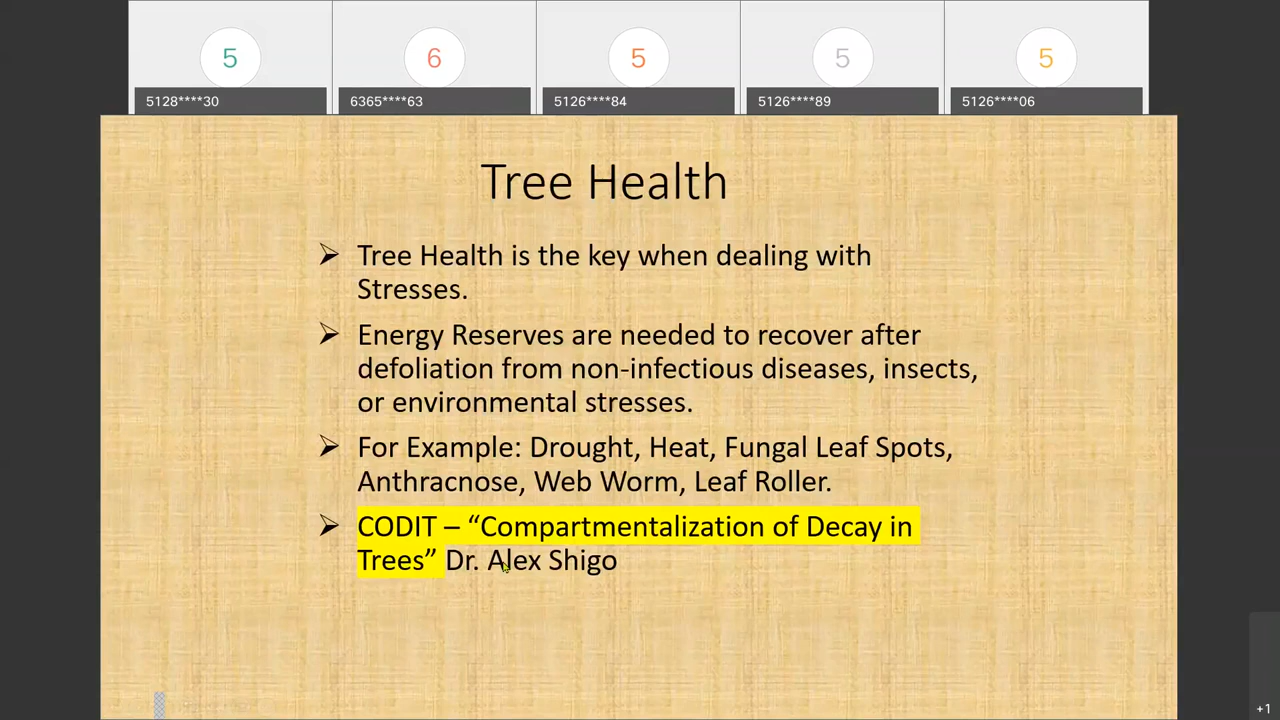 5 6 5 5 5
5128****30 6365****63 5126****84 5126****89 5126****06
Tree Health
➢ Tree Health is the key when dealing with
Stresses.
➢ Energy Reserves are needed to recover after
defoliation from non-infectious diseases, insects,
or environmental stresses.
➢ For Example: Drought, Heat, Fungal Leaf Spots,
Anthracnose, Web Worm, Leaf Roller.
➢ CODIT – “Compartmentalization of Decay in
Trees” Dr. Alex Shigo
+1